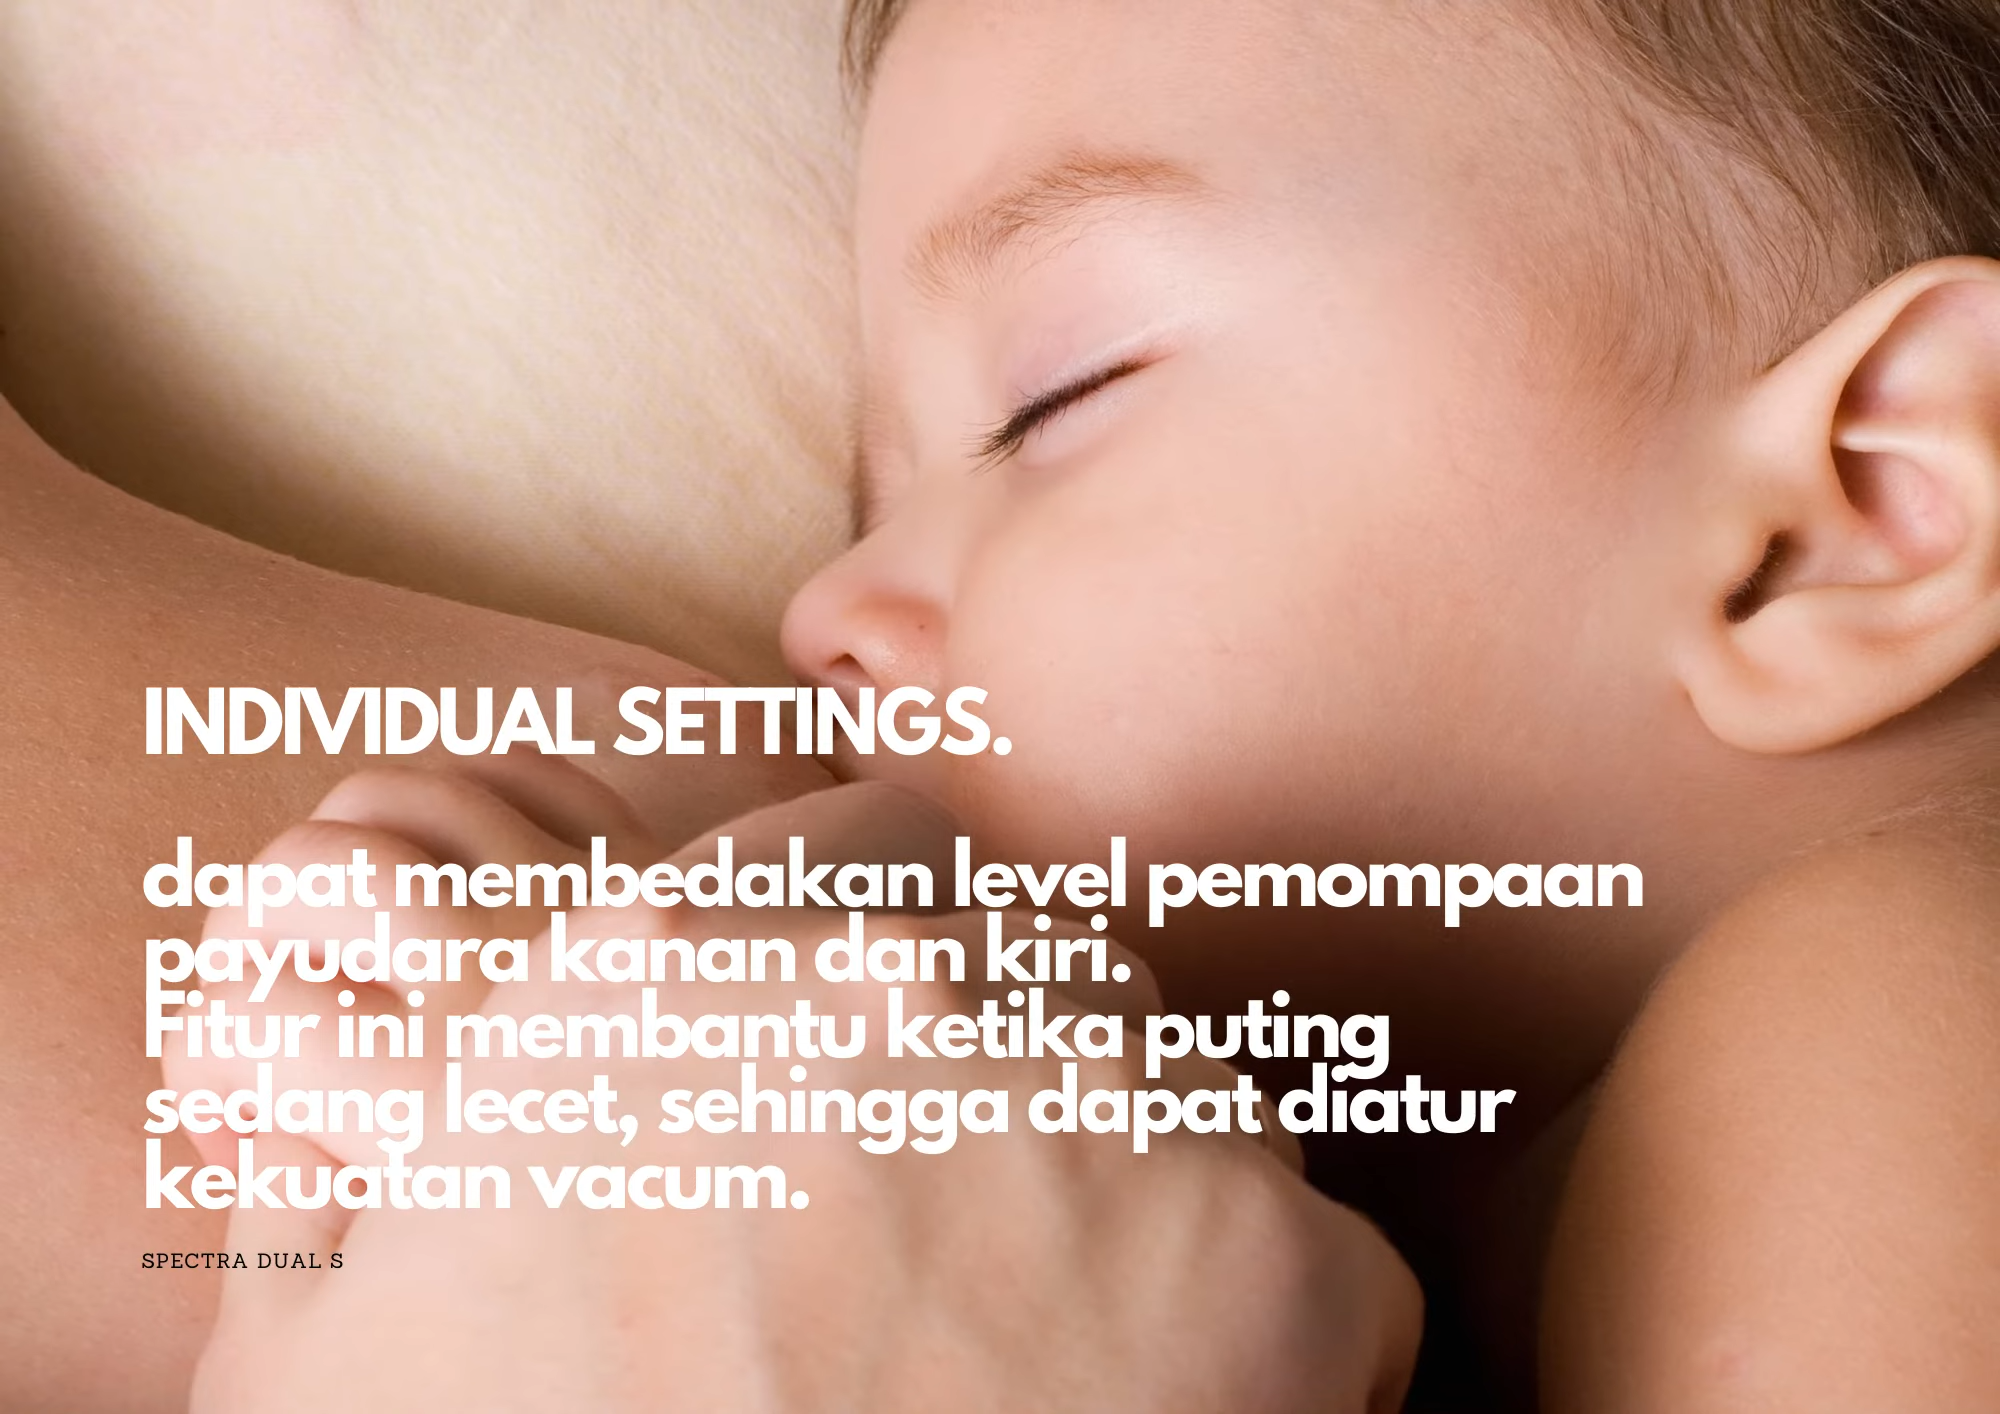 INDIVIDUAL SETTINGS.
dapat membedakan level pemompaan
payudara kanan dan kiri.
Fitur ini membantu ketika puting
sedang lecet, sehingga dapat diatur
kekuatan vacum.
SPECTRA DUAL S